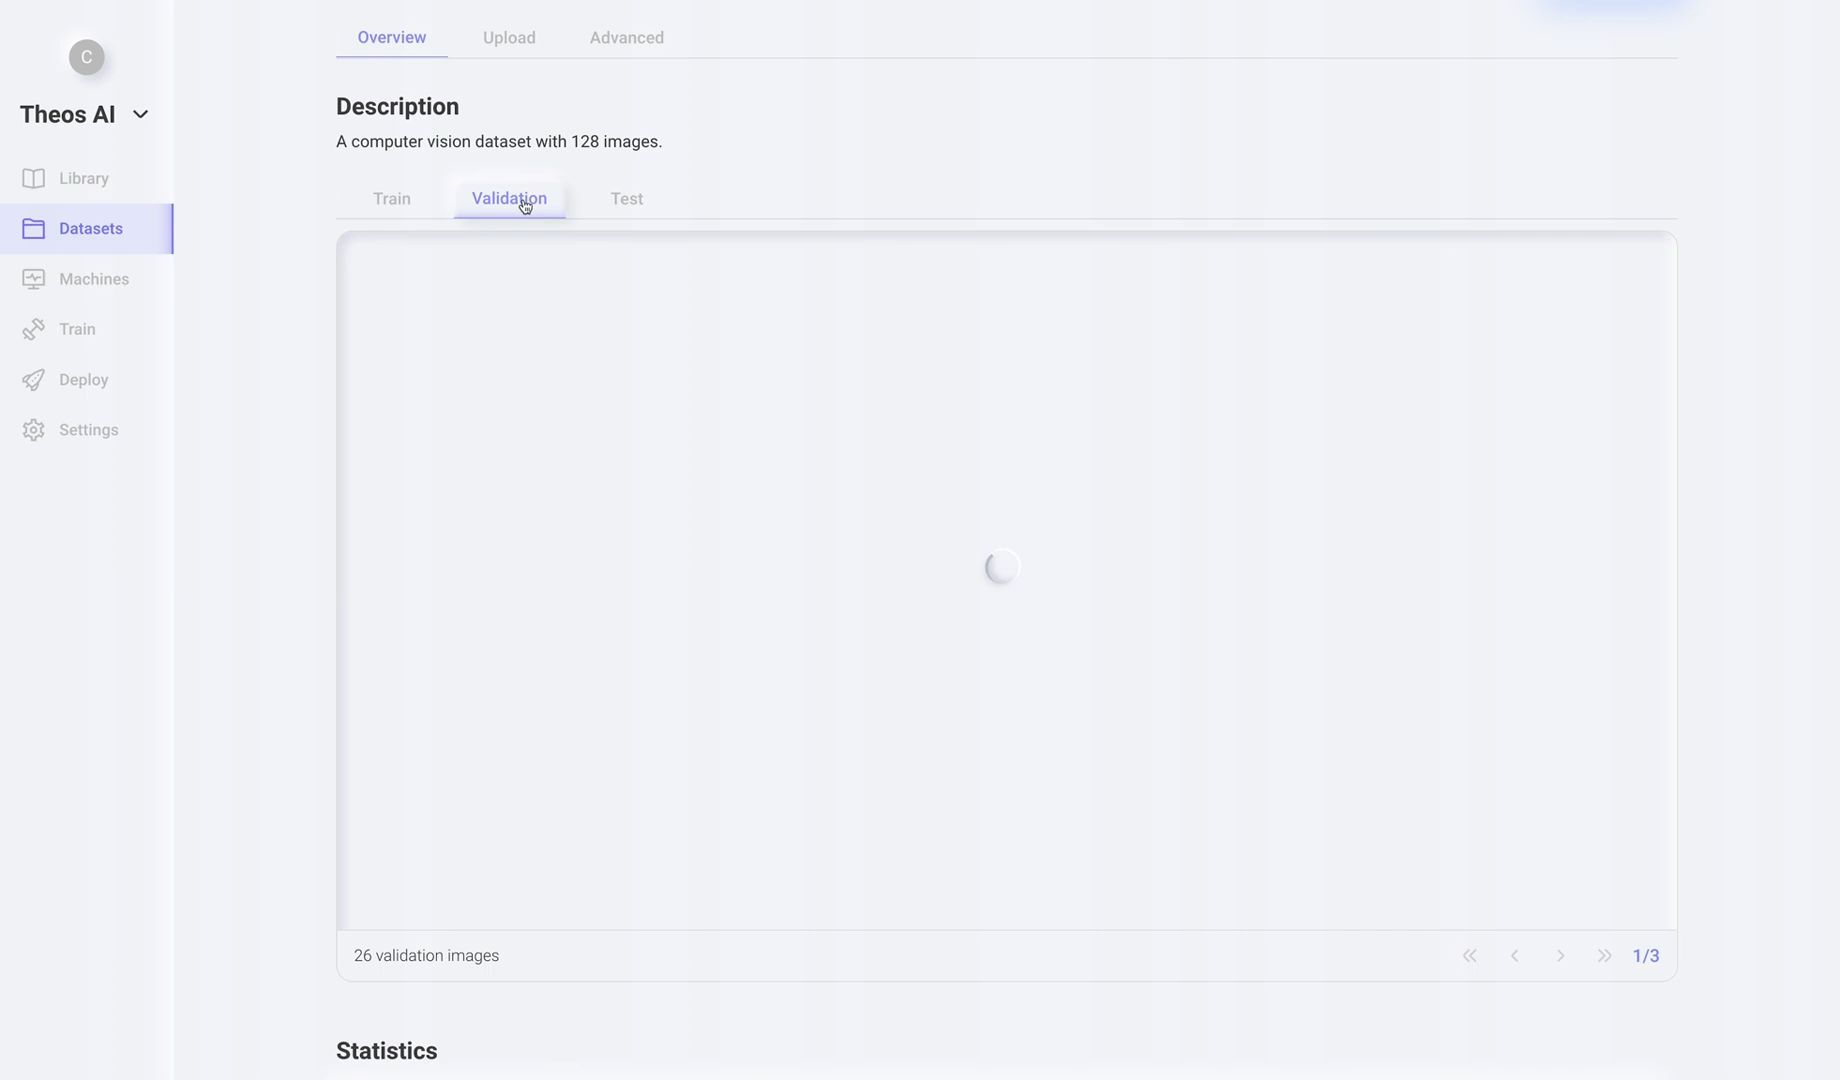 C
Theos AI
Library
Datasets
Machines
Train
Deploy
Settings
Overview Upload Advanced
Description
A computer vision dataset with 128 images.
Train Validation Test
26 validation images
1/3
Statistics